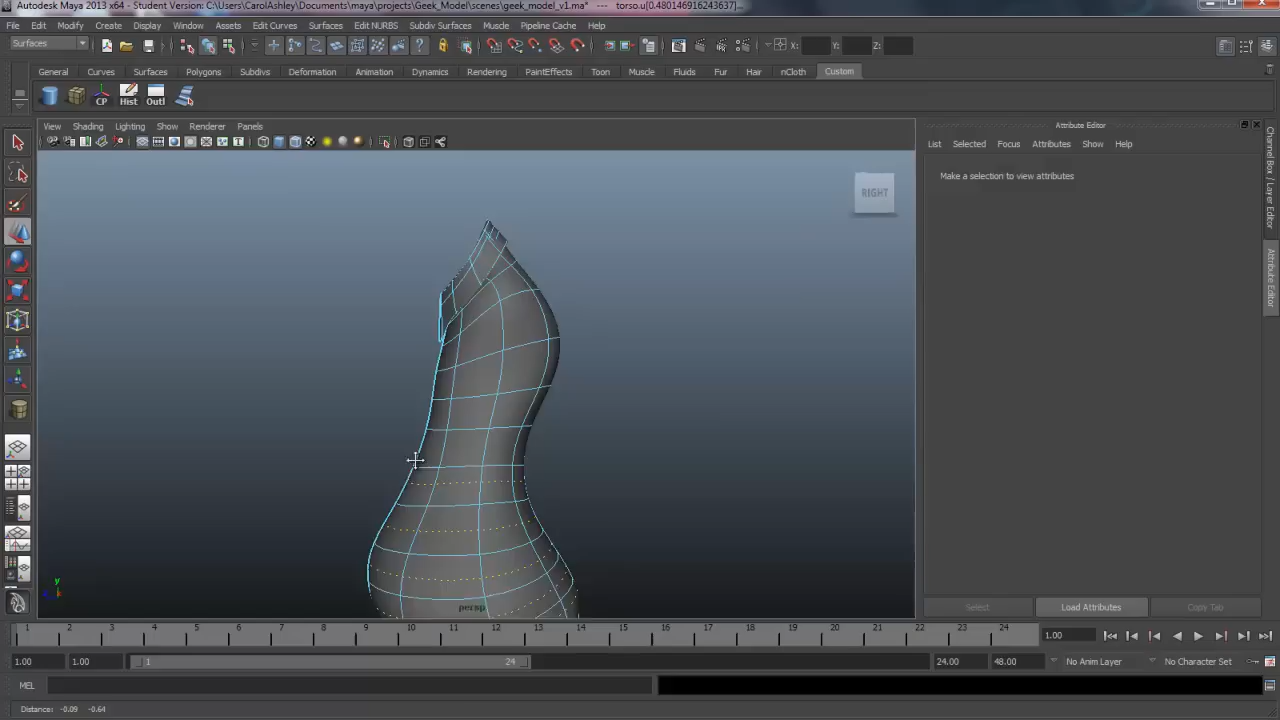 Autodesk Maya 2013 x64 - Student Version: C:\Users\CarolAshley\Documents\maya\projects\Geek_Model\scenes\geek_model_v1.ma* --- torso.u[0.480146916243637]...
File Edit Modify Create Display Window Assets Edit Curves Surfaces Edit NURBS Subdiv Surfaces Muscle Pipeline Cache Help
Surfaces X: Y: Z:
General Curves Surfaces Polygons Subdivs Deformation Animation Dynamics Rendering PaintEffects Toon Muscle Fluids Fur Hair nCloth Custom
CP Hist Outl
View Shading Lighting Show Renderer Panels
Attribute Editor
List Selected Focus Attributes Show Help
Make a selection to view attributes
Channel Box / Layer Editor
Attribute Editor
RIGHT
y
persp
Select Load Attributes Copy Tab
1 2 3 4 5 6 7 8 9 10 11 12 13 14 15 16 17 18 19 20 21 22 23 24 1.00
1.00 1.00 1 24 24.00 48.00 No Anim Layer No Character Set
MEL
Distance: -0.09 -0.64